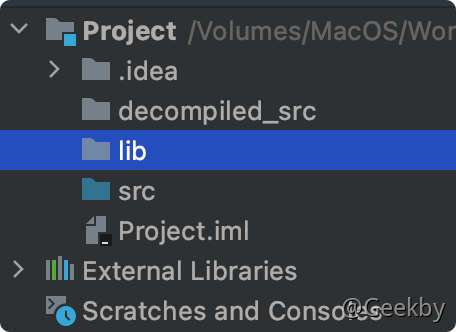 Project /Volumes/MacOS/Wor
.idea
decompiled_src
lib
src
Project.iml
External Libraries
Scratches and Consoles
@Geekby